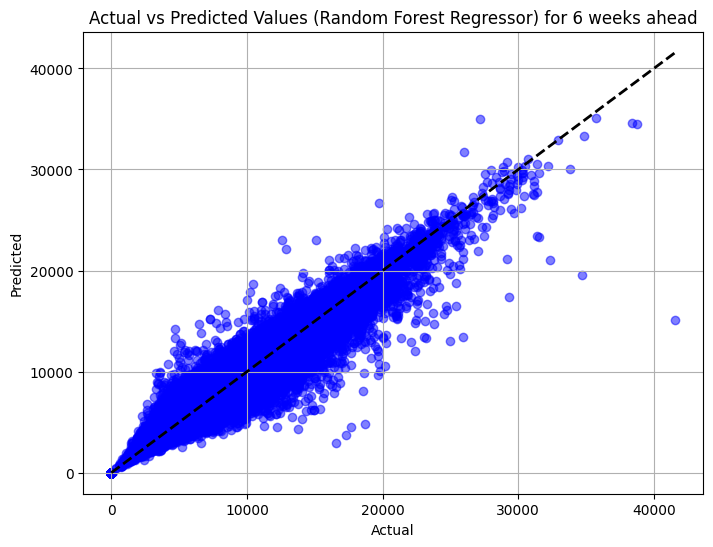 Actual vs Predicted Values (Random Forest Regressor) for 6 weeks ahead
40000
30000
20000
10000
0
Predicted
0 10000 20000 30000 40000
Actual